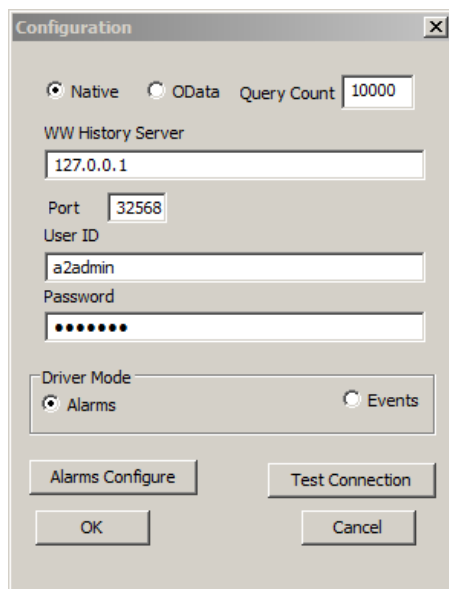 Configuration
Native OData Query Count 10000
WW History Server
127.0.0.1
Port 32568
User ID
a2admin
Password
●●●●●●●
Driver Mode
Alarms Events
Alarms Configure Test Connection
OK Cancel